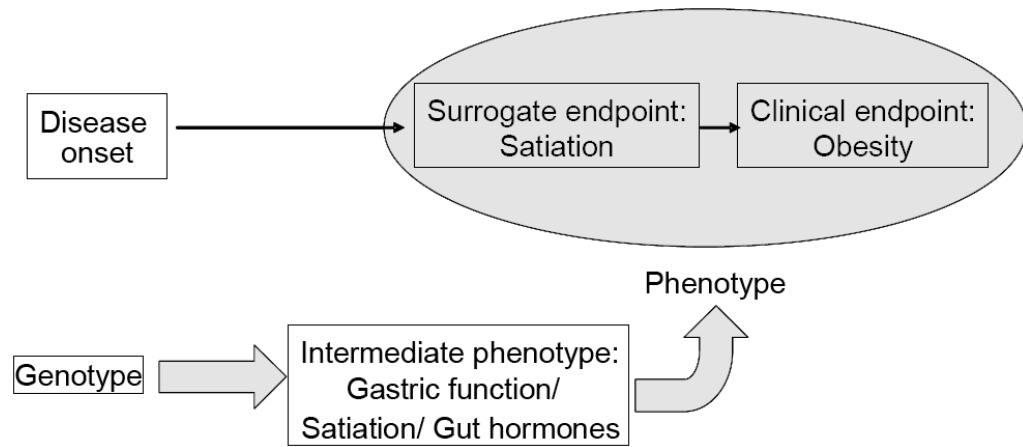 Disease
onset
Surrogate endpoint:
Satiation
Clinical endpoint:
Obesity
Phenotype
Genotype
Intermediate phenotype:
Gastric function/
Satiation/ Gut hormones